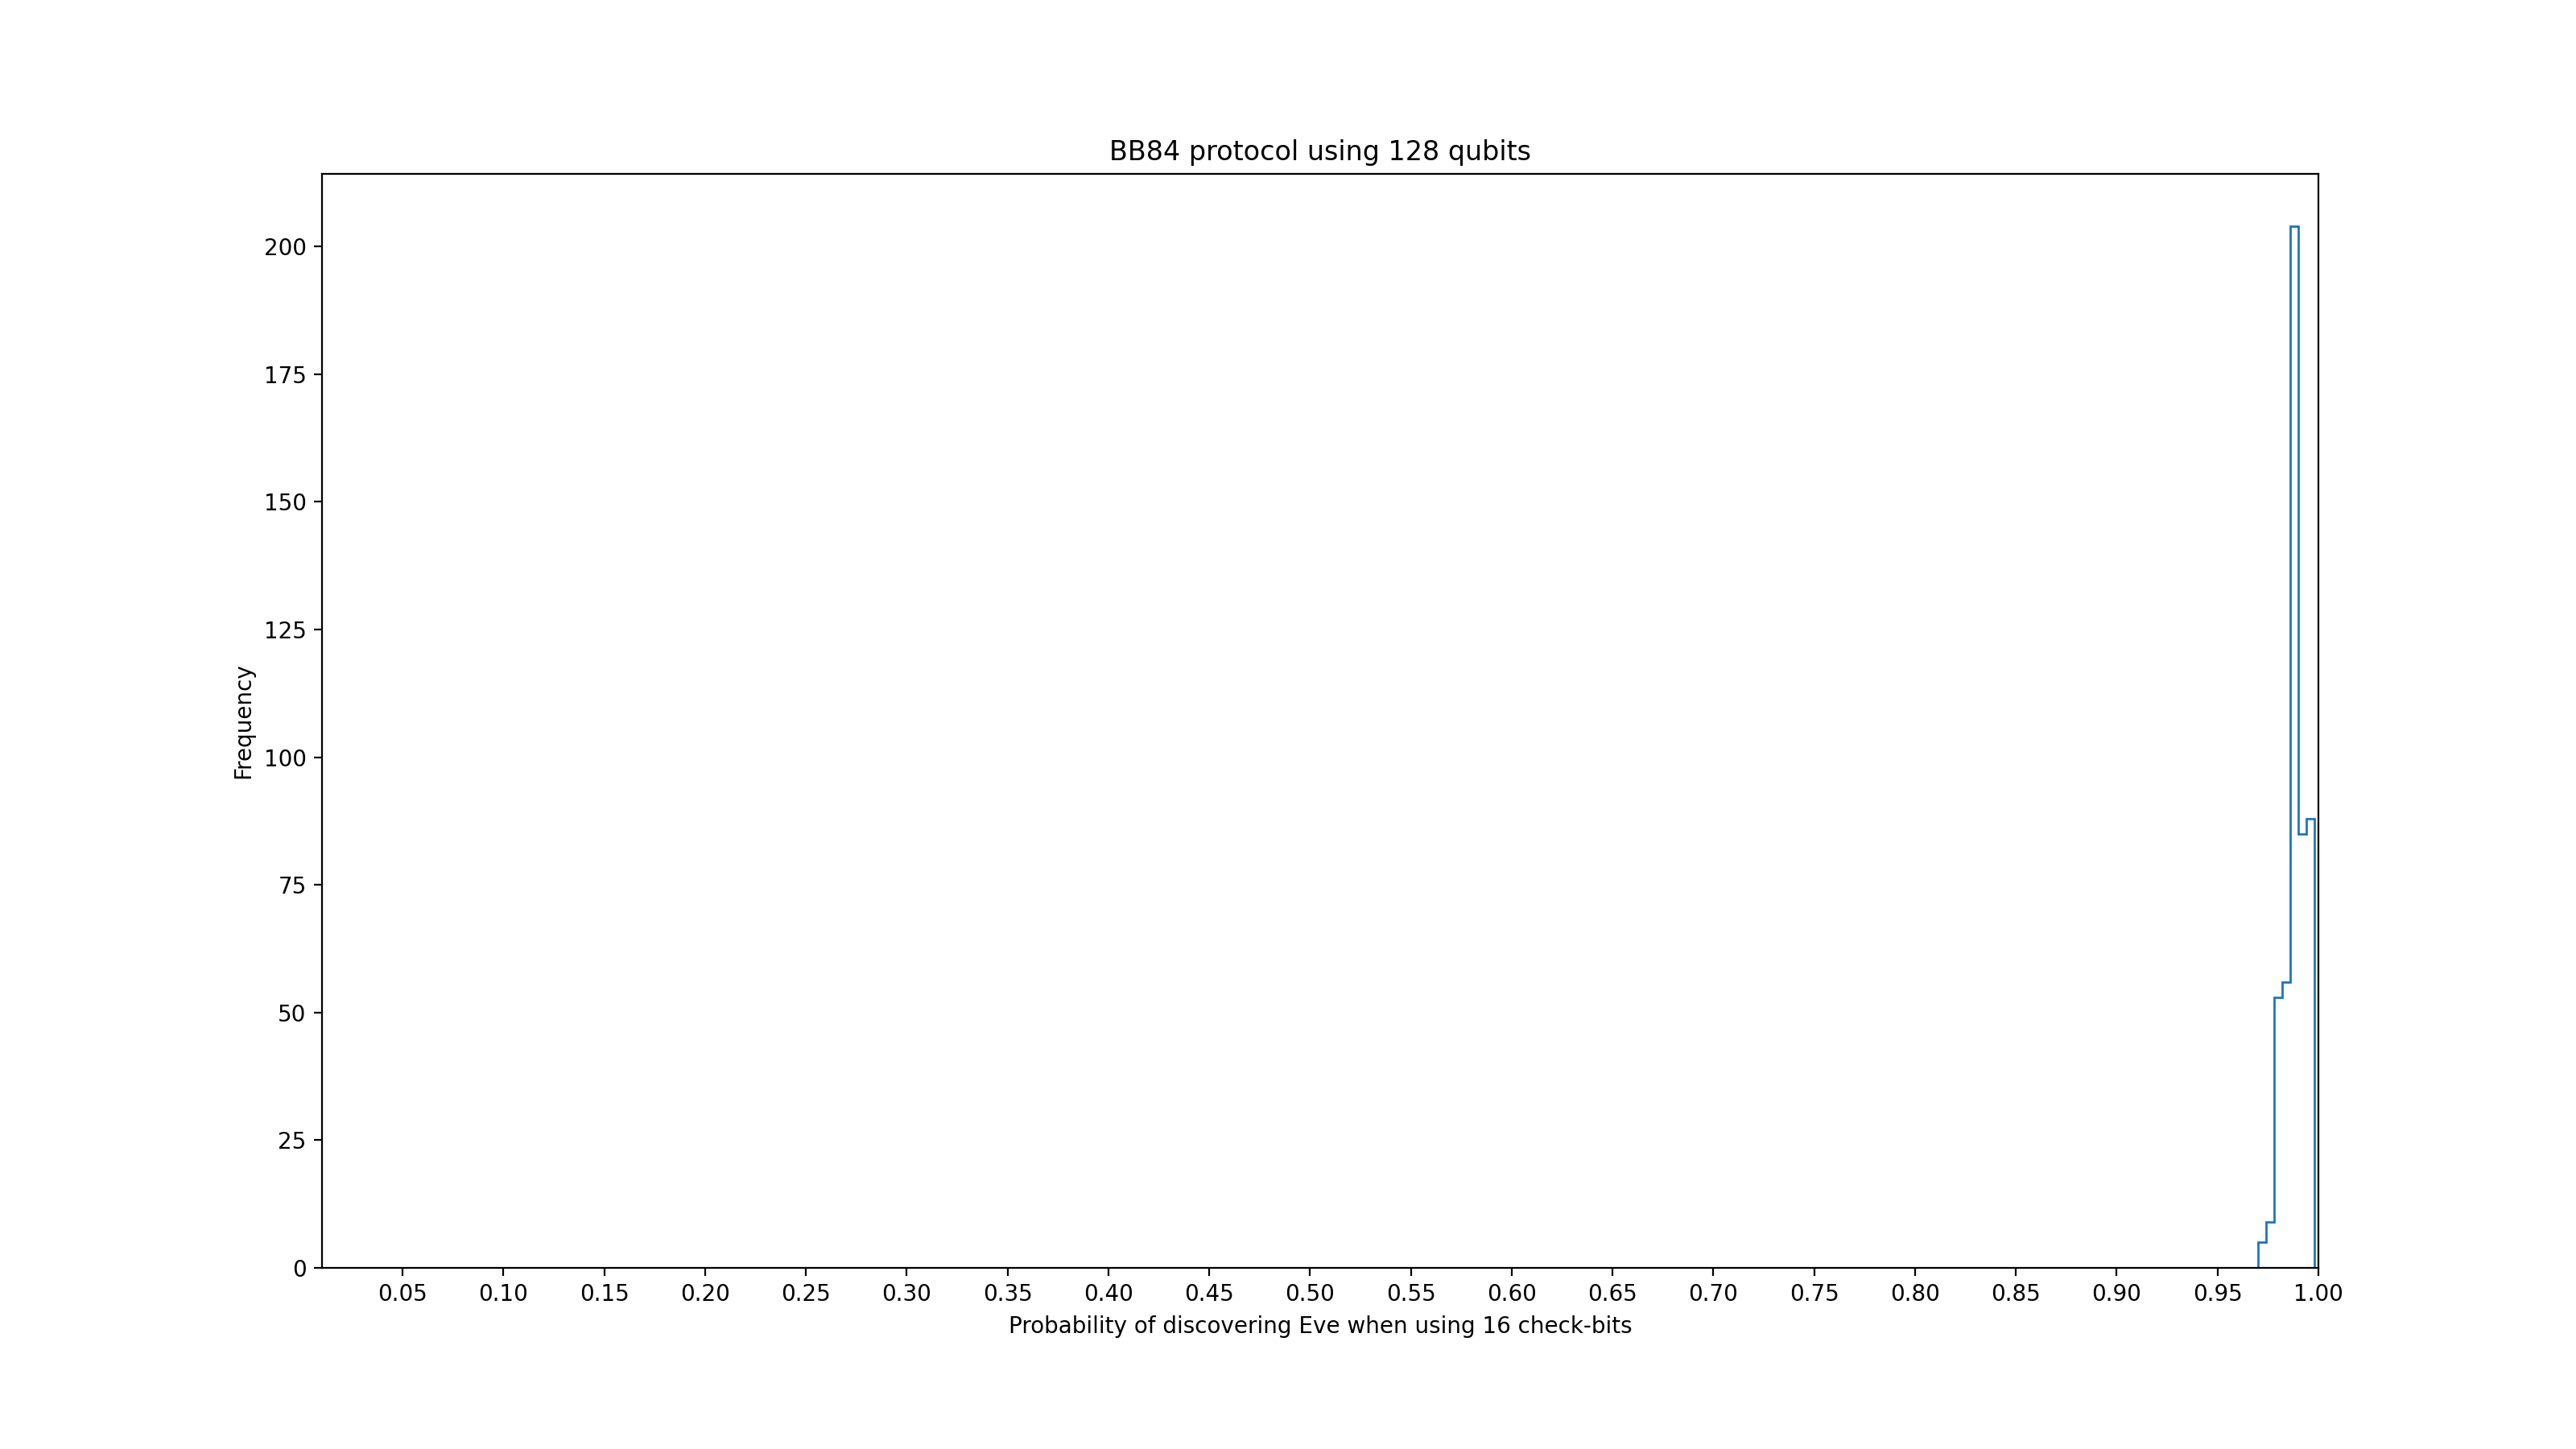 BB84 protocol using 128 qubits
200
175
150
125
100
75
50
25
0
Frequency
0.05 0.10 0.15 0.20 0.25 0.30 0.35 0.40 0.45 0.50 0.55 0.60 0.65 0.70 0.75 0.80 0.85 0.90 0.95 1.00
Probability of discovering Eve when using 16 check-bits